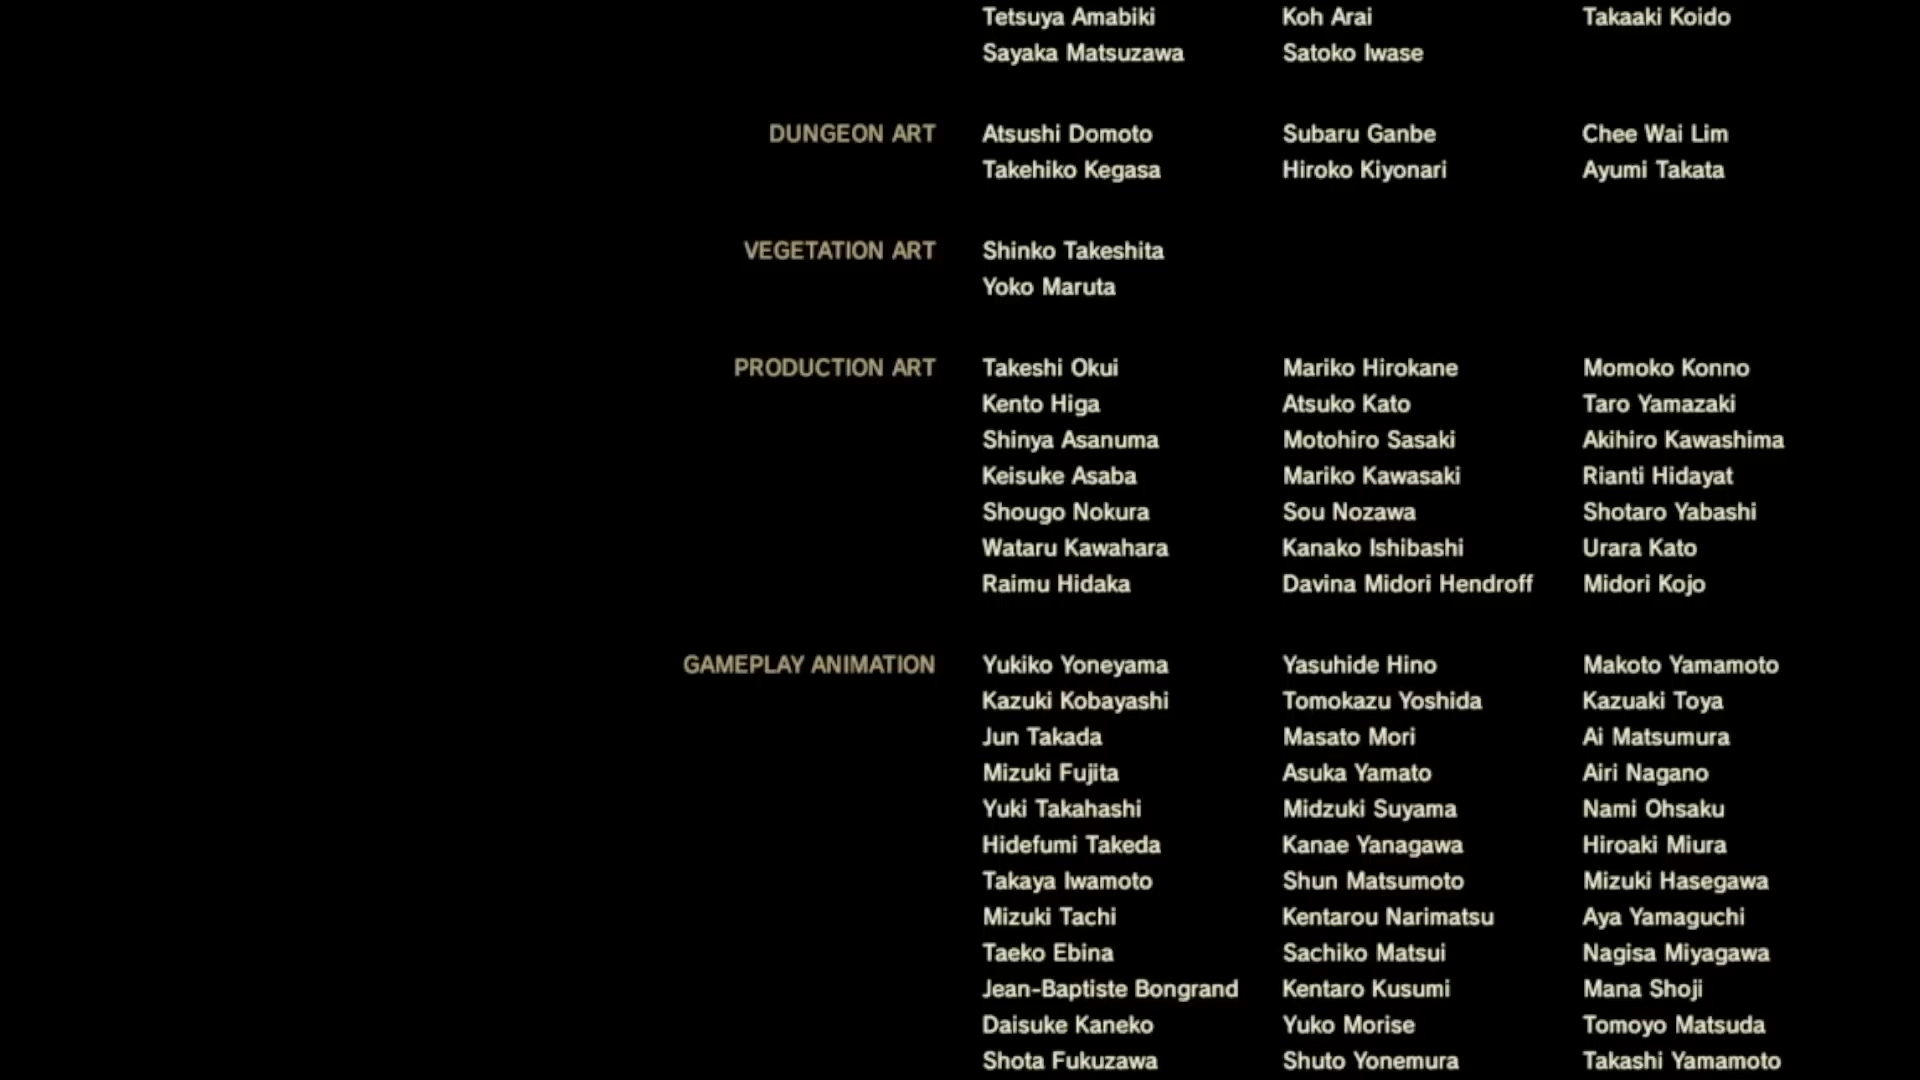 Tetsuya Amabiki Koh Arai Takaaki Koido
Sayaka Matsuzawa Satoko Iwase
DUNGEON ART Atsushi Domoto Subaru Ganbe Chee Wai Lim
Takehiko Kegasa Hiroko Kiyonari Ayumi Takata
VEGETATION ART Shinko Takeshita
Yoko Maruta
PRODUCTION ART Takeshi Okui Mariko Hirokane Momoko Konno
Kento Higa Atsuko Kato Taro Yamazaki
Shinya Asanuma Motohiro Sasaki Akihiro Kawashima
Keisuke Asaba Mariko Kawasaki Rianti Hidayat
Shougo Nokura Sou Nozawa Shotaro Yabashi
Wataru Kawahara Kanako Ishibashi Urara Kato
Raimu Hidaka Davina Midori Hendroff Midori Kojo
GAMEPLAY ANIMATION Yukiko Yoneyama Yasuhide Hino Makoto Yamamoto
Kazuki Kobayashi Tomokazu Yoshida Kazuaki Toya
Jun Takada Masato Mori Ai Matsumura
Mizuki Fujita Asuka Yamato Airi Nagano
Yuki Takahashi Midzuki Suyama Nami Ohsaku
Hidefumi Takeda Kanae Yanagawa Hiroaki Miura
Takaya Iwamoto Shun Matsumoto Mizuki Hasegawa
Mizuki Tachi Kentarou Narimatsu Aya Yamaguchi
Taeko Ebina Sachiko Matsui Nagisa Miyagawa
Jean-Baptiste Bongrand Kentaro Kusumi Mana Shoji
Daisuke Kaneko Yuko Morise Tomoyo Matsuda
Shota Fukuzawa Shuto Yonemura Takashi Yamamoto